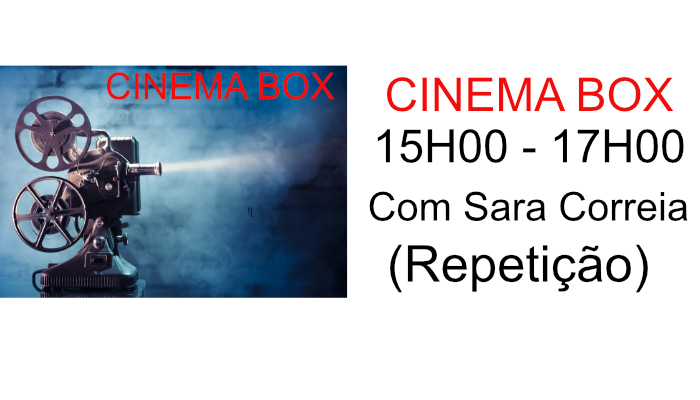 CINEMA BOX
CINEMA BOX
15H00 - 17H00
Com Sara Correia
(Repetição)